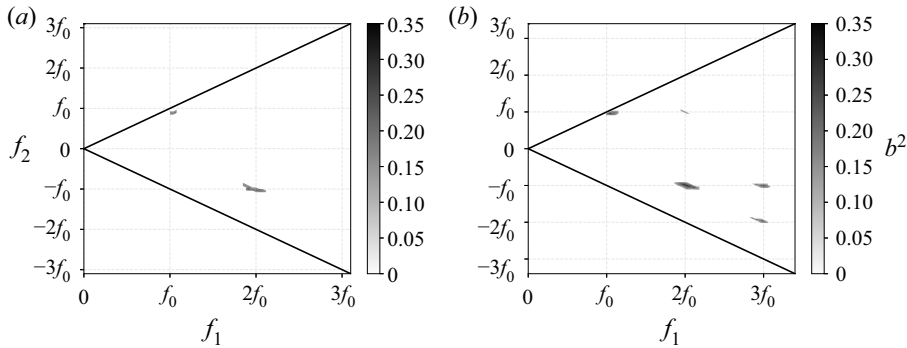 (a)
3f₀
2f₀
f₀
0
−f₀
−2f₀
−3f₀
f₂
0
f₀
2f₀
3f₀
f₁
0.35
0.30
0.25
0.20
0.15
0.10
0.05
0
(b)
3f₀
2f₀
f₀
0
−f₀
−2f₀
−3f₀
0
f₀
2f₀
3f₀
f₁
0.35
0.30
0.25
0.20
0.15
0.10
0.05
0
b²